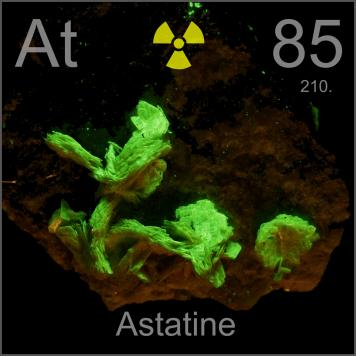 At
85
210.
Astatine